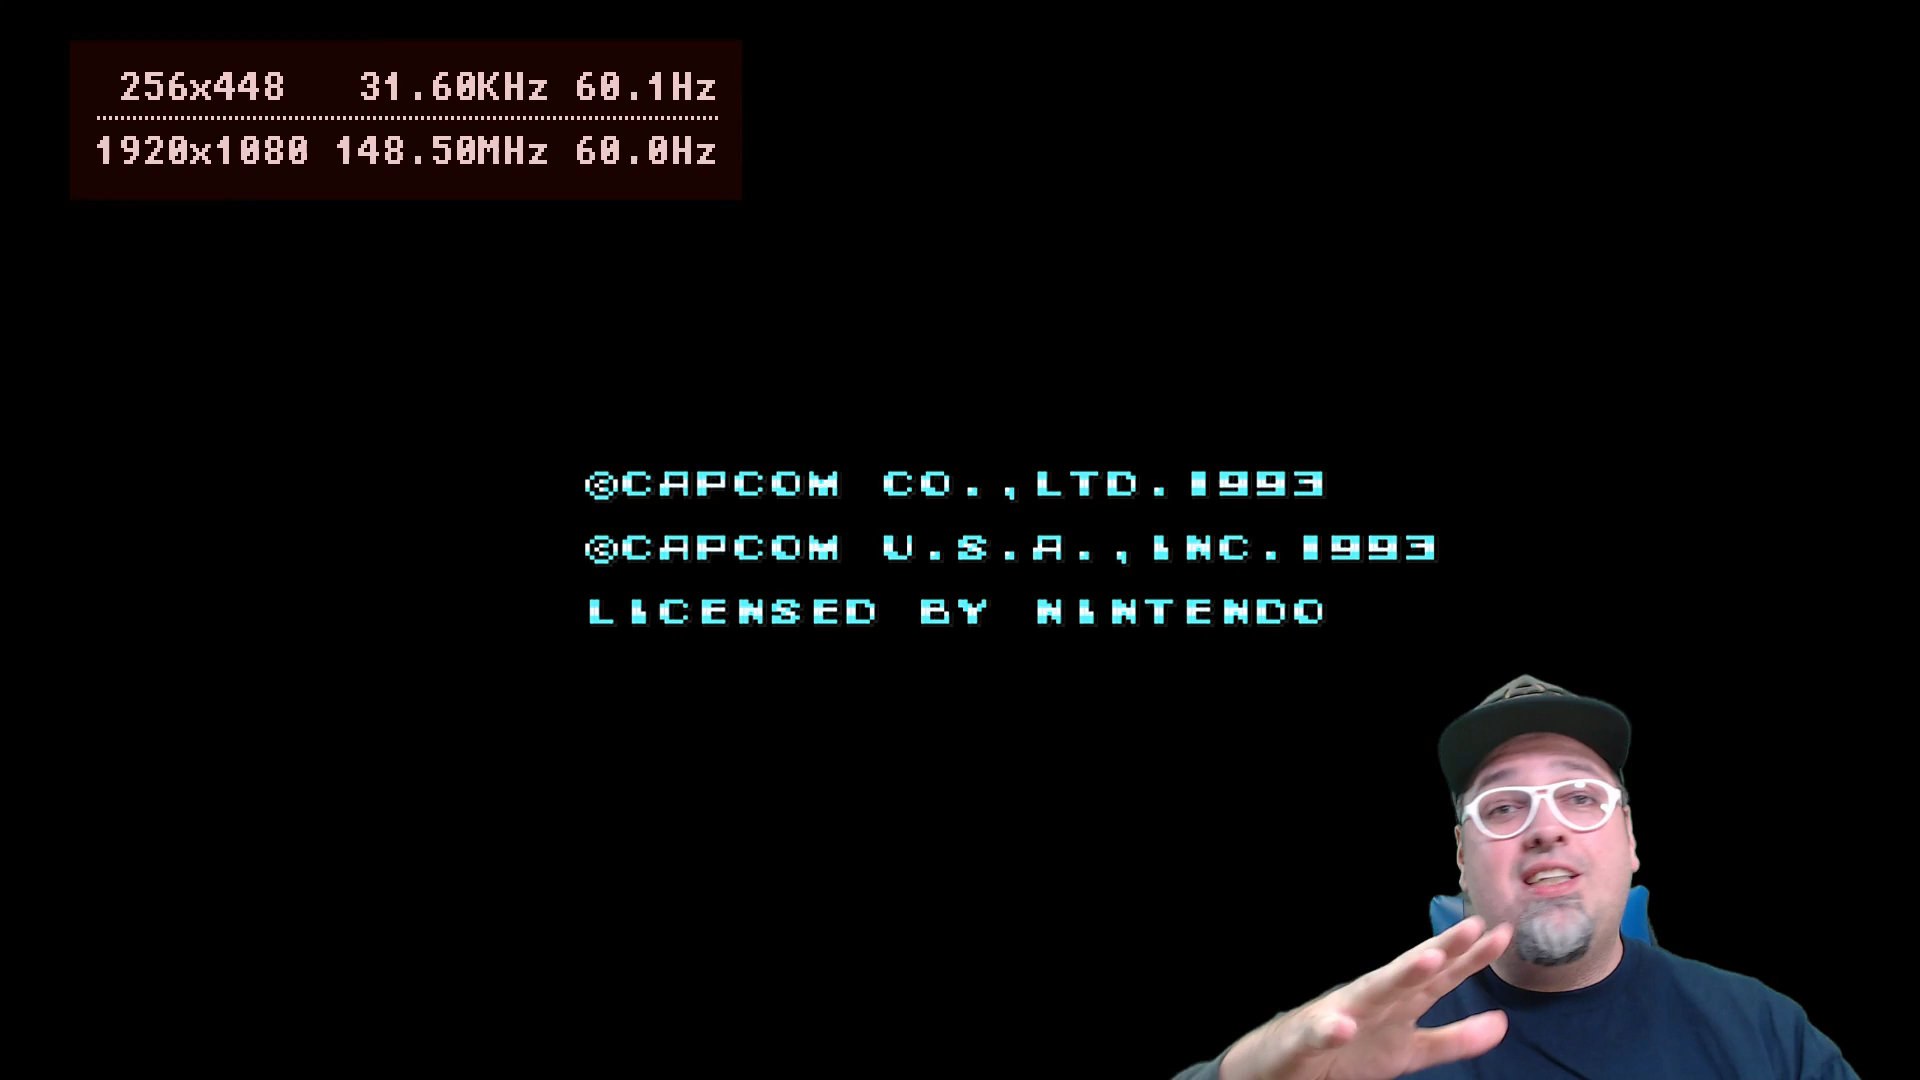 256x448 31.60KHz 60.1Hz
1920x1080 148.50MHz 60.0Hz
©CAPCOM CO.,LTD.1993
©CAPCOM U.S.A.,INC.1993
LICENSED BY NINTENDO